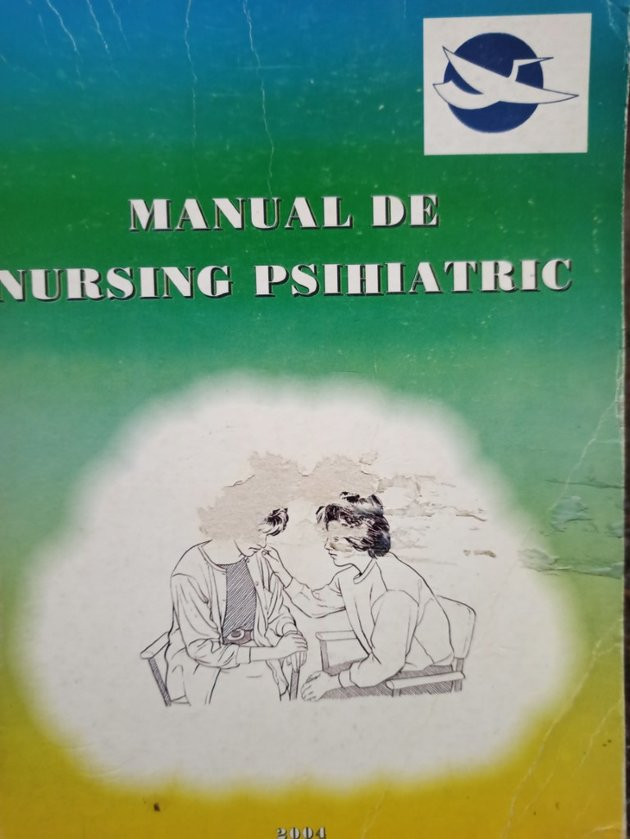 MANUAL DE
NURSING PSIHIATRIC
2004